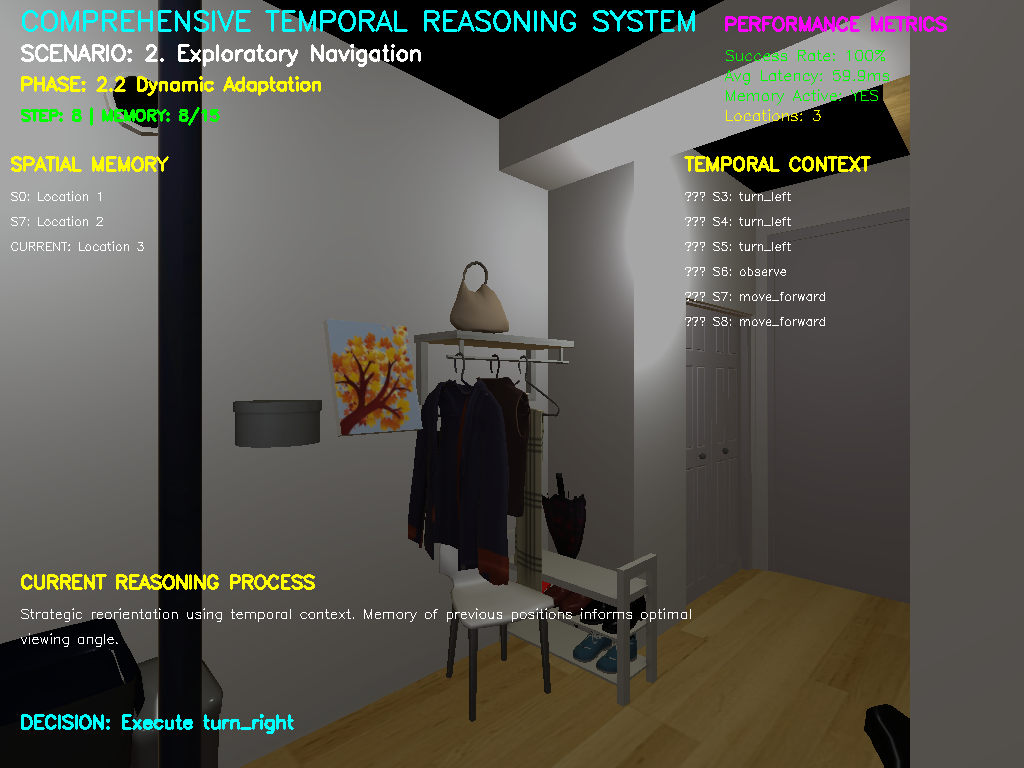 COMPREHENSIVE TEMPORAL REASONING SYSTEM
SCENARIO: 2. Exploratory Navigation
PHASE: 2.2 Dynamic Adaptation
STEP: 8 | MEMORY: 8/15
PERFORMANCE METRICS
Success Rate: 100%
Avg Latency: 59.9ms
Memory Active: YES
Locations: 3
SPATIAL MEMORY
S0: Location 1
S7: Location 2
CURRENT: Location 3
TEMPORAL CONTEXT
??? S3: turn_left
??? S4: turn_left
??? S5: turn_left
??? S6: observe
??? S7: move_forward
??? S8: move_forward
CURRENT REASONING PROCESS
Strategic reorientation using temporal context. Memory of previous positions informs optimal
viewing angle.
DECISION: Execute turn_right